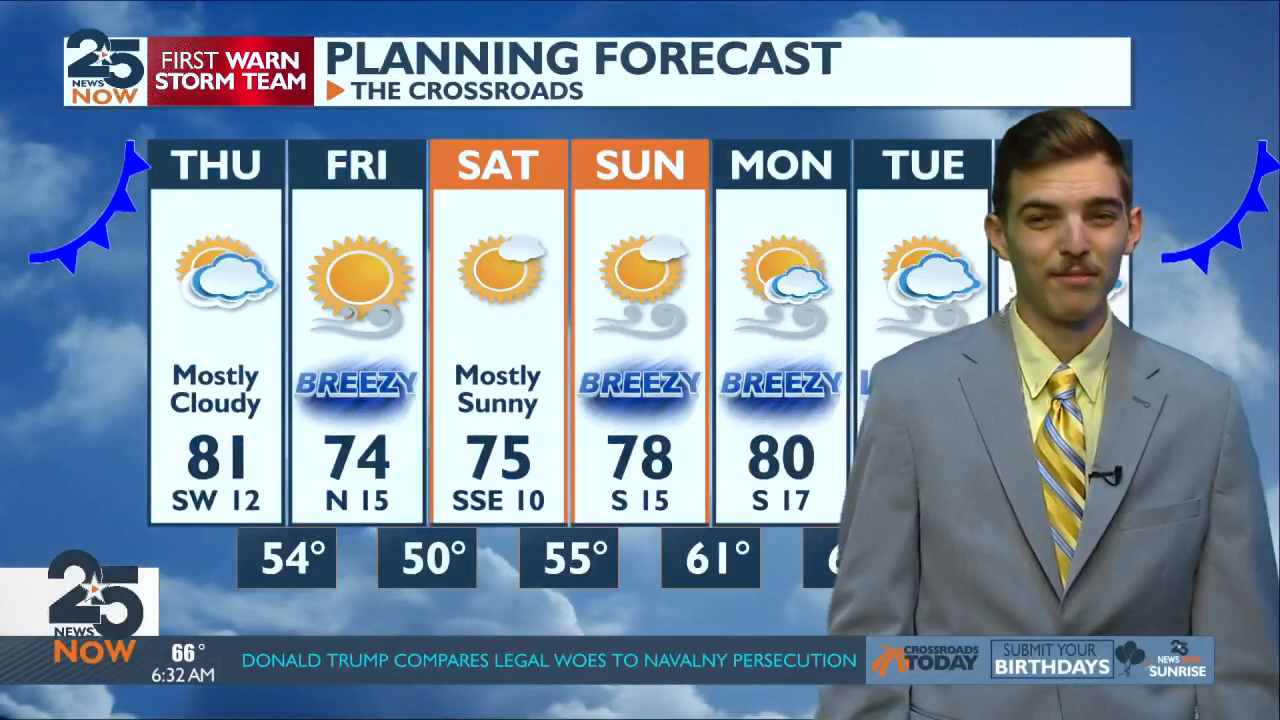 25
NEWS
NOW
FIRST WARN
STORM TEAM
PLANNING FORECAST
THE CROSSROADS
THU
FRI
SAT
SUN
MON
TUE
Mostly
Cloudy
BREEZY
Mostly
Sunny
BREEZY
BREEZY
81
74
75
78
80
SW 12
N 15
SSE 10
S 15
S 17
54°
50°
55°
61°
25
NEWS
NOW
66°
6:32 AM
DONALD TRUMP COMPARES LEGAL WOES TO NAVALNY PERSECUTION
CROSSROADS
TODAY
SUBMIT YOUR
BIRTHDAYS
25
NEWS NOW
SUNRISE